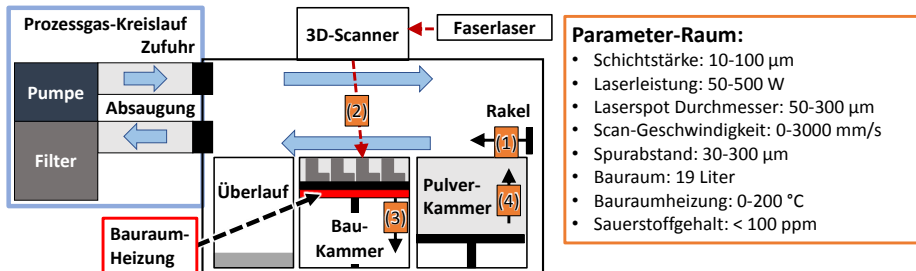 Prozessgas-Kreislauf
Zufuhr
Pumpe
Absaugung
Filter
3D-Scanner
Faserlaser
(2)
Rakel
(1)
Überlauf
Pulver-
Kammer
(4)
(3)
Bau-
Kammer
Bauraum-
Heizung
Parameter-Raum:
• Schichtstärke: 10-100 µm
• Laserleistung: 50-500 W
• Laserspot Durchmesser: 50-300 µm
• Scan-Geschwindigkeit: 0-3000 mm/s
• Spurabstand: 30-300 µm
• Bauraum: 19 Liter
• Bauraumheizung: 0-200 °C
• Sauerstoffgehalt: < 100 ppm